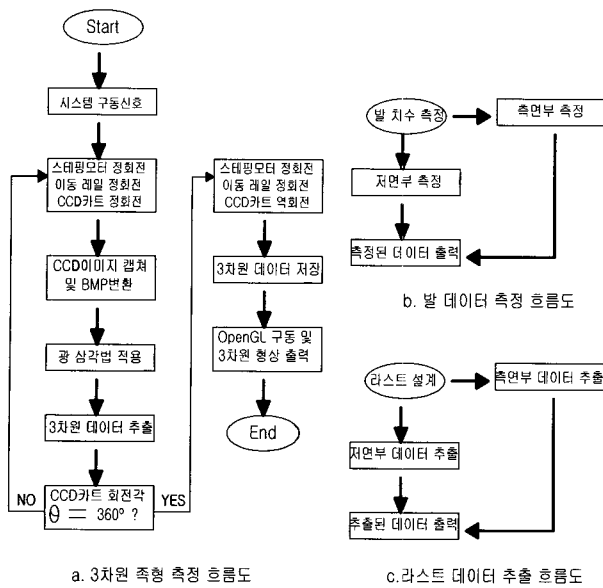 Start
시스템 구동신호
스테핑모터 정회전
이동 레일 정회전
CCD카트 정회전
CCD이미지 캡쳐
및 BMP변환
광 삼각법 적용
3차원 데이터 추출
CCD카트 회전각
θ = 360° ?
NO
YES
스테핑모터 정회전
이동 레일 정회전
CCD카트 역회전
3차원 데이터 저장
OpenGL 구동 및
3차원 형상 출력
End
a. 3차원 족형 측정 흐름도
발 치수 측정
측면부 측정
저면부 측정
측정된 데이터 출력
b. 발 데이터 측정 흐름도
라스트 설계
측면부 데이터 추출
저면부 데이터 추출
추출된 데이터 출력
c.라스트 데이터 추출 흐름도